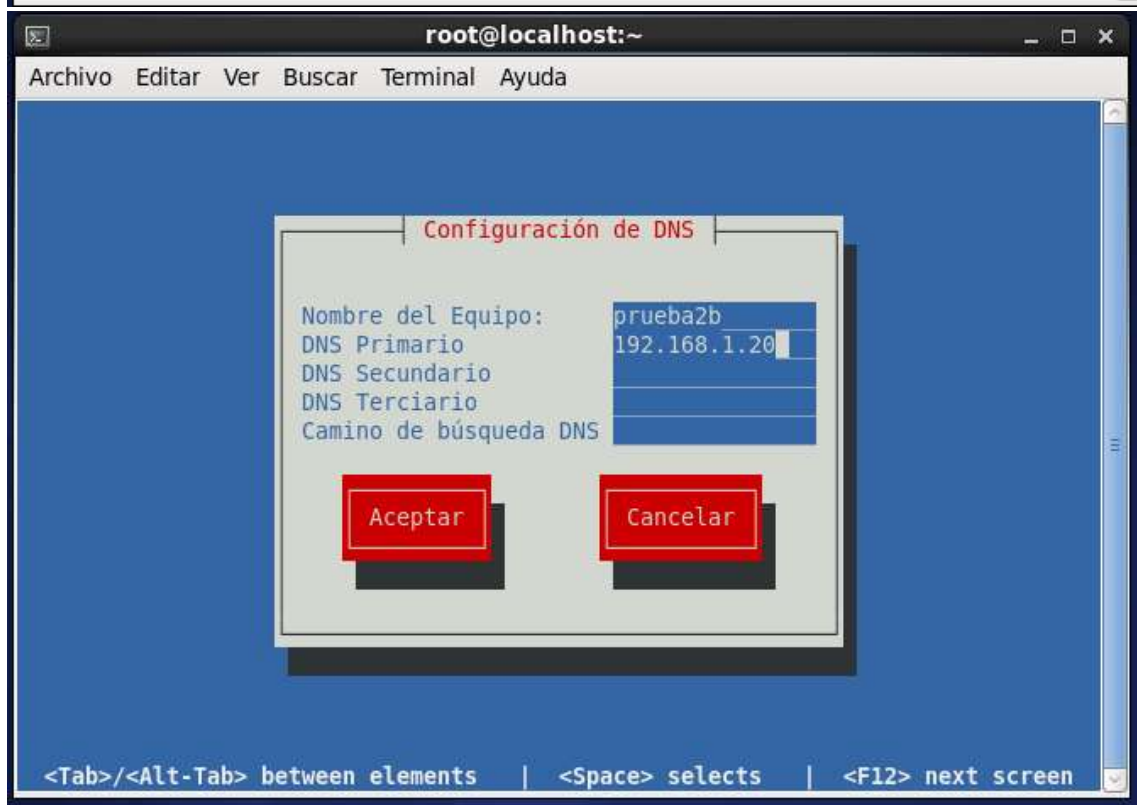 root@localhost:~
Archivo Editar Ver Buscar Terminal Ayuda
Configuración de DNS
Nombre del Equipo: prueba2b
DNS Primario 192.168.1.20
DNS Secundario
DNS Terciario
Camino de búsqueda DNS
Aceptar Cancelar
<Tab>/<Alt-Tab> between elements | <Space> selects | <F12> next screen